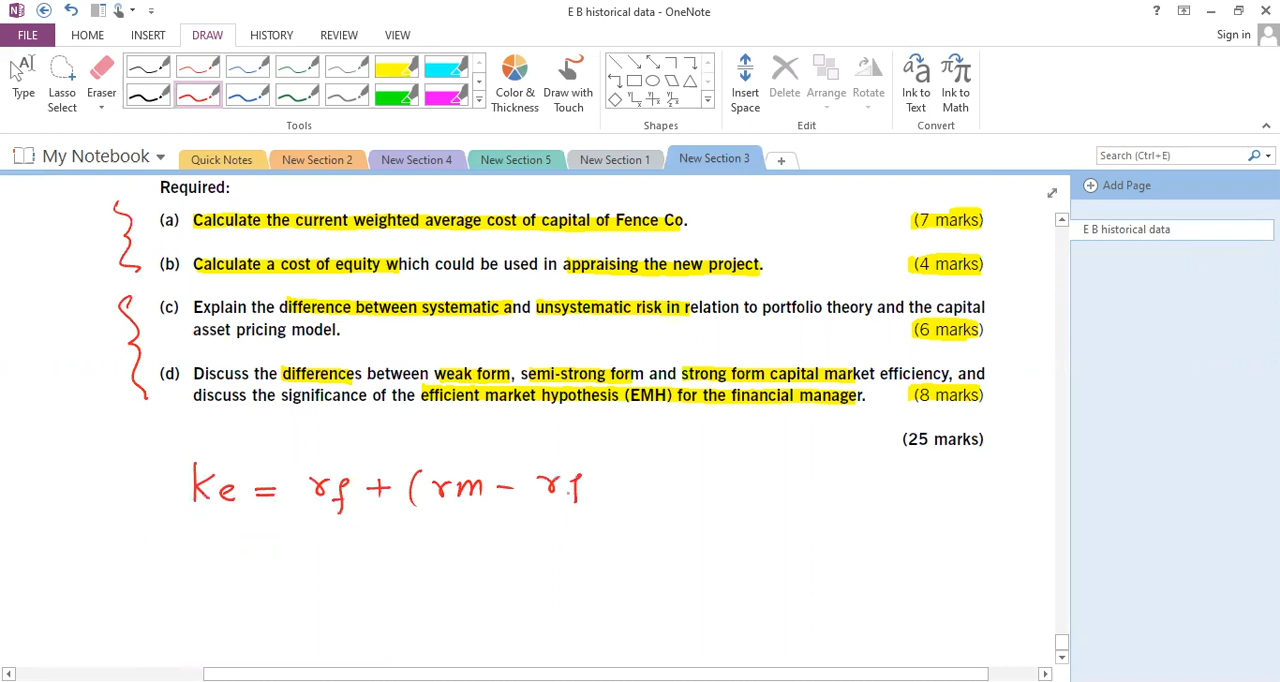 E B historical data - OneNote
?
Sign in
FILE
HOME
INSERT
DRAW
HISTORY
REVIEW
VIEW
Type
Lasso Select
Eraser
Color & Thickness
Draw with Touch
Insert Space
Delete
Arrange
Rotate
Ink to Text
Ink to Math
Tools
Shapes
Edit
Convert
My Notebook
Quick Notes
New Section 2
New Section 4
New Section 5
New Section 1
New Section 3
Search (Ctrl+E)
Add Page
E B historical data
Required:
(a) Calculate the current weighted average cost of capital of Fence Co. (7 marks)
(b) Calculate a cost of equity which could be used in appraising the new project. (4 marks)
(c) Explain the difference between systematic and unsystematic risk in relation to portfolio theory and the capital
asset pricing model. (6 marks)
(d) Discuss the differences between weak form, semi-strong form and strong form capital market efficiency, and
discuss the significance of the efficient market hypothesis (EMH) for the financial manager. (8 marks)
(25 marks)
Ke = rf + (rm - rf